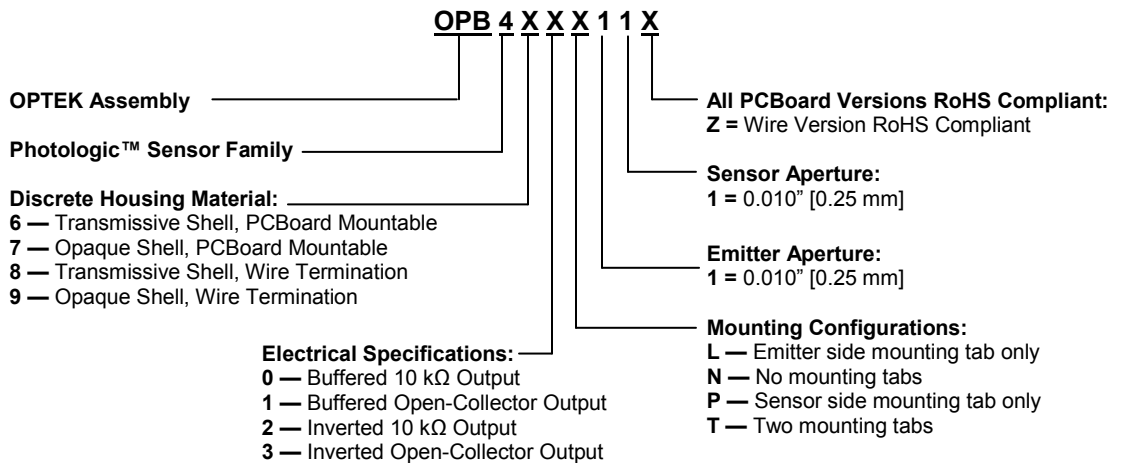 OPB 4 X X X 1 1 X
OPTEK Assembly
Photologic™ Sensor Family
Discrete Housing Material:
6 — Transmissive Shell, PCBoard Mountable
7 — Opaque Shell, PCBoard Mountable
8 — Transmissive Shell, Wire Termination
9 — Opaque Shell, Wire Termination
Electrical Specifications:
0 — Buffered 10 kΩ Output
1 — Buffered Open-Collector Output
2 — Inverted 10 kΩ Output
3 — Inverted Open-Collector Output
All PCBoard Versions RoHS Compliant:
Z = Wire Version RoHS Compliant
Sensor Aperture:
1 = 0.010” [0.25 mm]
Emitter Aperture:
1 = 0.010” [0.25 mm]
Mounting Configurations:
L — Emitter side mounting tab only
N — No mounting tabs
P — Sensor side mounting tab only
T — Two mounting tabs